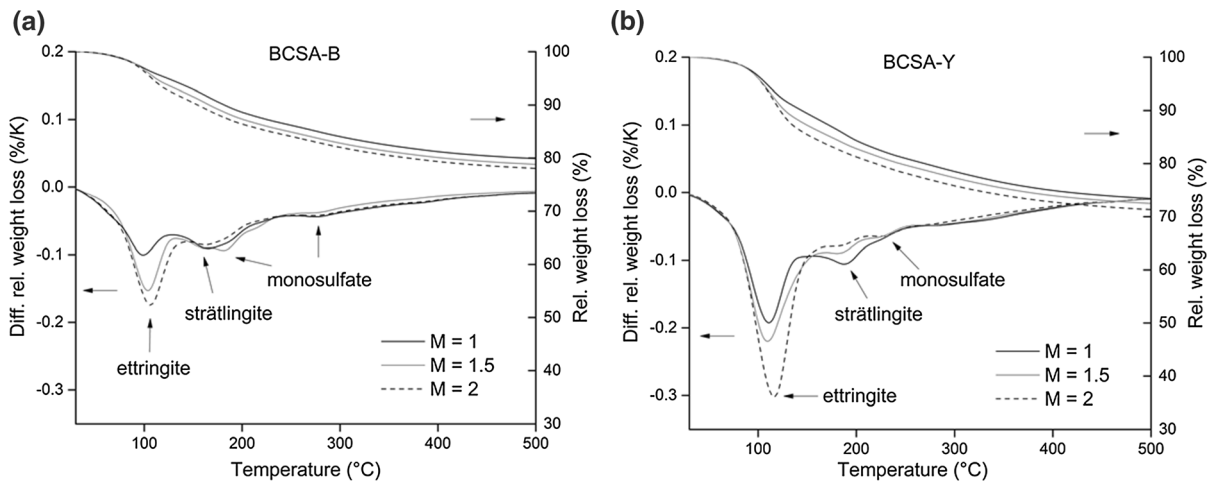 (a)
BCSA-B
0.2
0.1
0.0
-0.1
-0.2
-0.3
Diff. rel. weight loss (%/K)
100
90
80
70
60
50
40
30
Rel. weight loss (%)
monosulfate
strätlingite
ettringite
M = 1
M = 1.5
M = 2
100
200
300
400
500
Temperature (°C)
(b)
BCSA-Y
0.2
0.1
0.0
-0.1
-0.2
-0.3
Diff. rel. weight loss (%/K)
100
90
80
70
60
50
40
30
Rel. weight loss (%)
monosulfate
strätlingite
ettringite
M = 1
M = 1.5
M = 2
100
200
300
400
500
Temperature (°C)